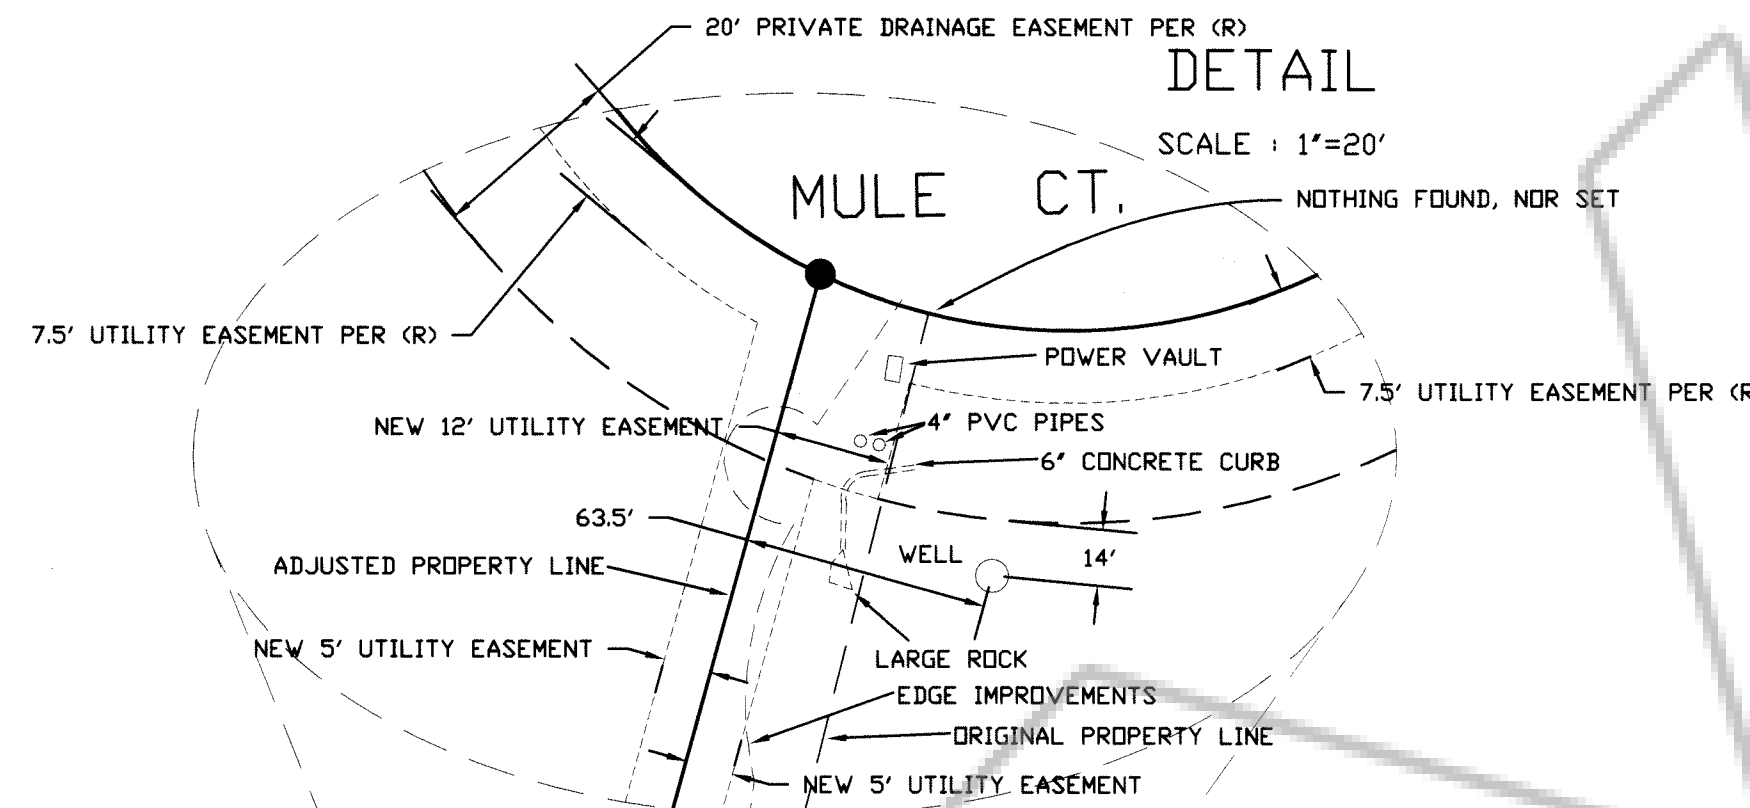 20' PRIVATE DRAINAGE EASEMENT PER (R)
DETAIL
SCALE : 1"=20'
MULE CT.
NOTHING FOUND, NOR SET
7.5' UTILITY EASEMENT PER (R)
POWER VAULT
7.5' UTILITY EASEMENT PER (R
NEW 12' UTILITY EASEMENT
4" PVC PIPES
6" CONCRETE CURB
63.5'
WELL
14'
ADJUSTED PROPERTY LINE
NEW 5' UTILITY EASEMENT
LARGE ROCK
EDGE IMPROVEMENTS
ORIGINAL PROPERTY LINE
NEW 5' UTILITY EASEMENT